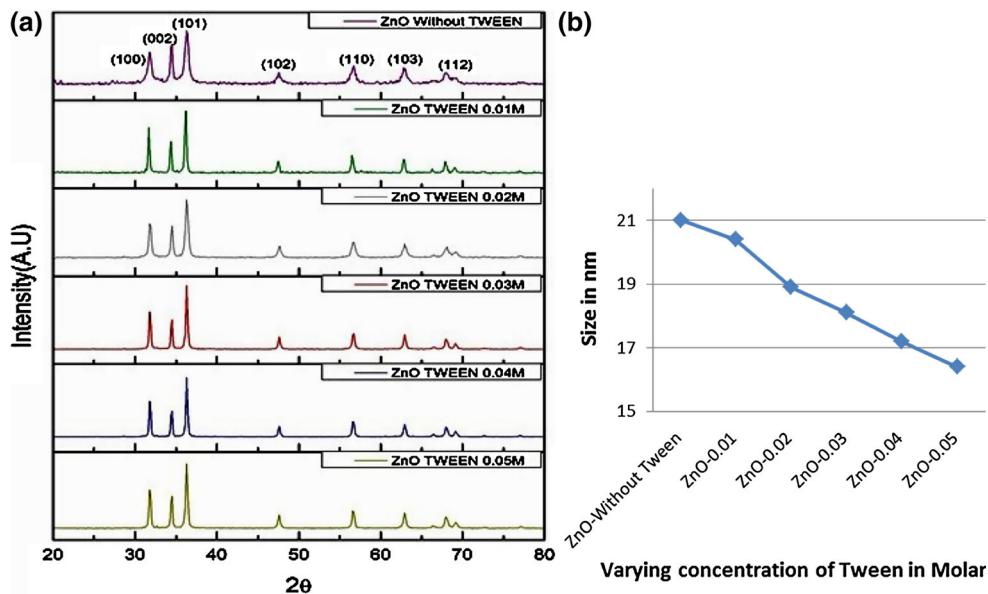 (a)
ZnO Without TWEEN
(100)
(002)
(101)
(102)
(110)
(103)
(112)
ZnO TWEEN 0.01M
ZnO TWEEN 0.02M
ZnO TWEEN 0.03M
ZnO TWEEN 0.04M
ZnO TWEEN 0.05M
Intensity(A.U)
20 30 40 50 60 70 80
2θ
(b)
Size in nm
21
19
17
15
ZnO-Without Tween
ZnO-0.01
ZnO-0.02
ZnO-0.03
ZnO-0.04
ZnO-0.05
Varying concentration of Tween in Molar